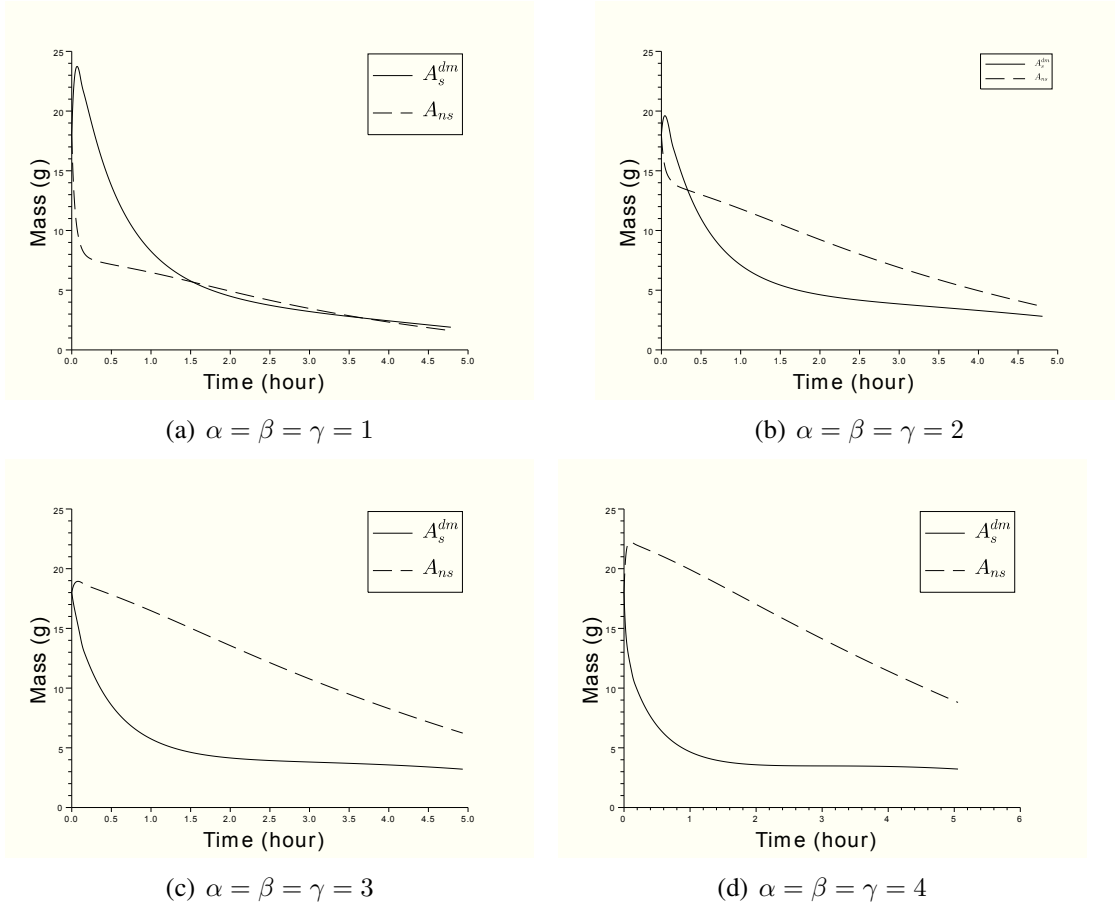 25
20
15
10
5
0
Mass (g)
0.0 0.5 1.0 1.5 2.0 2.5 3.0 3.5 4.0 4.5 5.0
Time (hour)
A_s^{dm}
A_{ns}
(a) α = β = γ = 1
25
20
15
10
5
0
Mass (g)
0.0 0.5 1.0 1.5 2.0 2.5 3.0 3.5 4.0 4.5 5.0
Time (hour)
A_s^{dm}
A_{ns}
(b) α = β = γ = 2
25
20
15
10
5
0
Mass (g)
0.0 0.5 1.0 1.5 2.0 2.5 3.0 3.5 4.0 4.5 5.0
Time (hour)
A_s^{dm}
A_{ns}
(c) α = β = γ = 3
25
20
15
10
5
0
Mass (g)
0 1 2 3 4 5 6
Time (hour)
A_s^{dm}
A_{ns}
(d) α = β = γ = 4